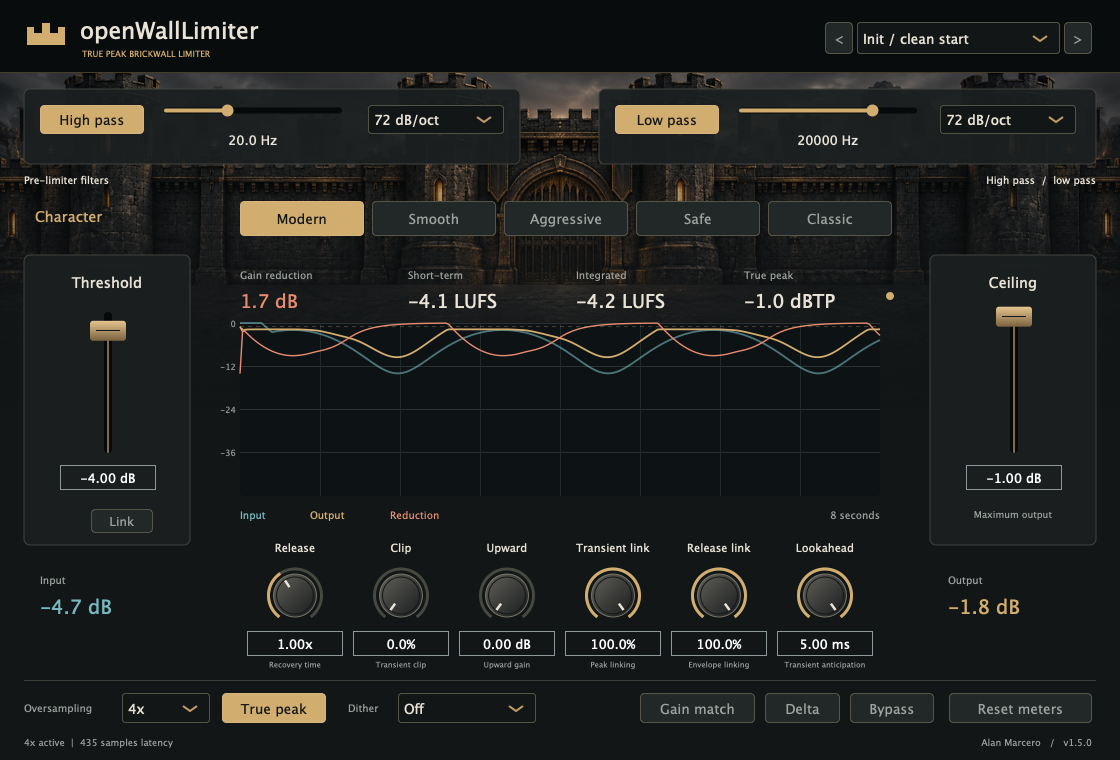 openWallLimiter
TRUE PEAK BRICKWALL LIMITER
< Init / clean start >
High pass 72 dB/oct Low pass 72 dB/oct
20.0 Hz 20000 Hz
Pre-limiter filters High pass / low pass
Character Modern Smooth Aggressive Safe Classic
Threshold Ceiling
Gain reduction Short-term Integrated True peak
1.7 dB −4.1 LUFS −4.2 LUFS −1.0 dBTP
0
−12
−24
−36
−4.00 dB −1.00 dB
Link Input Output Reduction 8 seconds Maximum output
Release Clip Upward Transient link Release link Lookahead
Input Output
−4.7 dB −1.8 dB
1.00x 0.0% 0.00 dB 100.0% 100.0% 5.00 ms
Recovery time Transient clip Upward gain Peak linking Envelope linking Transient anticipation
Oversampling 4x True peak Dither Off Gain match Delta Bypass Reset meters
4x active | 435 samples latency Alan Marcero / v1.5.0